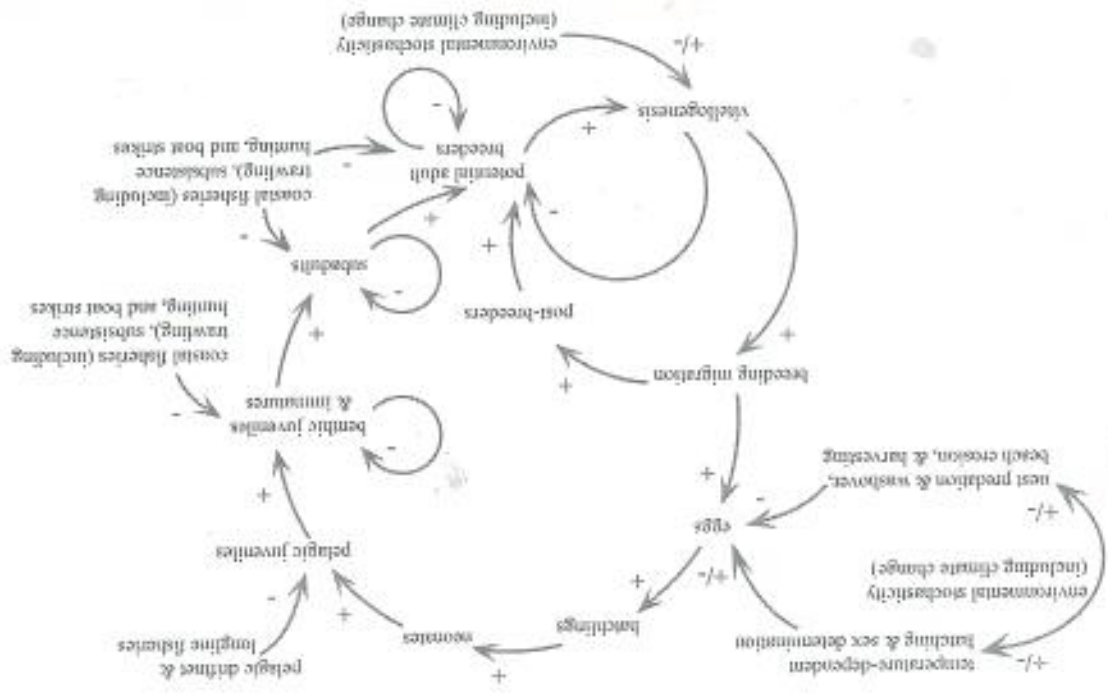 +/-
temperature-dependent
hatching & sex determination
environmental stochasticity
(including climate change)
+/-
nest predation & washover,
beach erosion, & harvesting
+/-
-
eggs
+
hatchlings
+
neonates
+
pelagic driftnet &
longline fisheries
-
pelagic juveniles
+
benthic juveniles
& immatures
-
-
coastal fisheries (including
trawling), subsistence
hunting, and boat strikes
+
subadults
-
-
coastal fisheries (including
trawling), subsistence
hunting, and boat strikes
-
+
potential adult
breeders
-
+
breeding migration
+
post-breeders
+
+
-
vitellogenesis
+
+/-
environmental stochasticity
(including climate change)